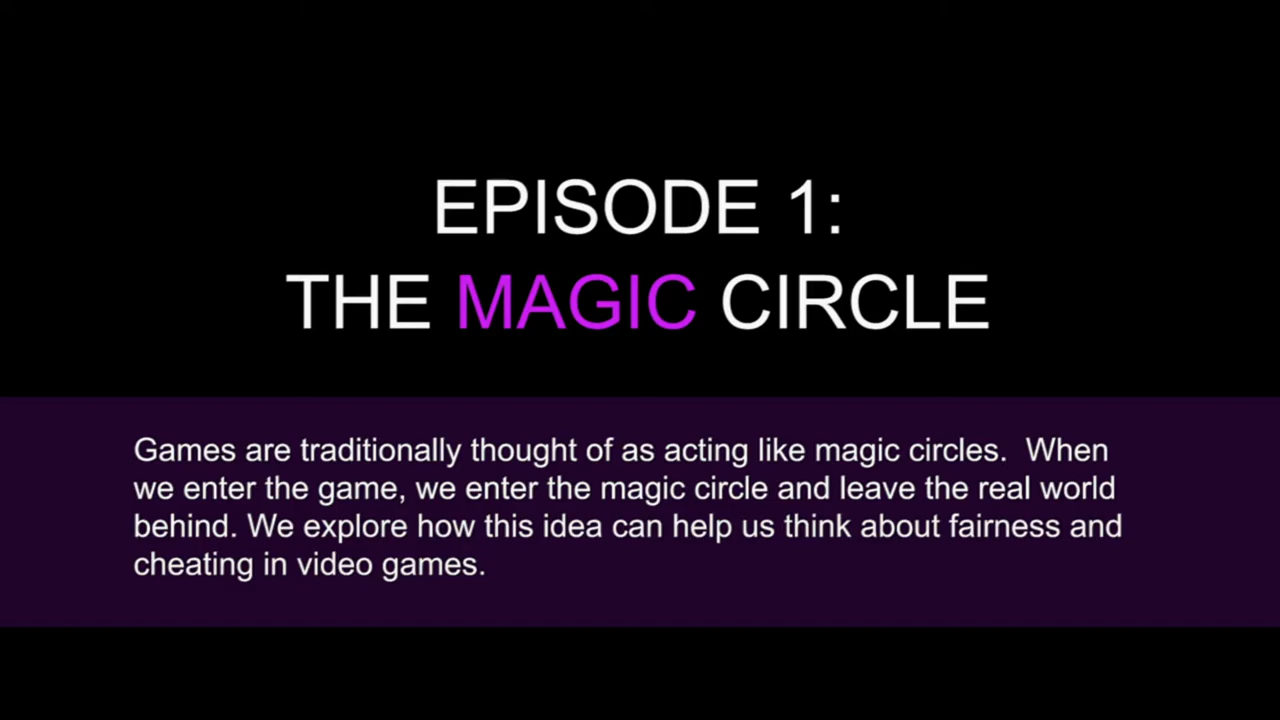 EPISODE 1:
THE MAGIC CIRCLE
Games are traditionally thought of as acting like magic circles.  When
we enter the game, we enter the magic circle and leave the real world
behind. We explore how this idea can help us think about fairness and
cheating in video games.